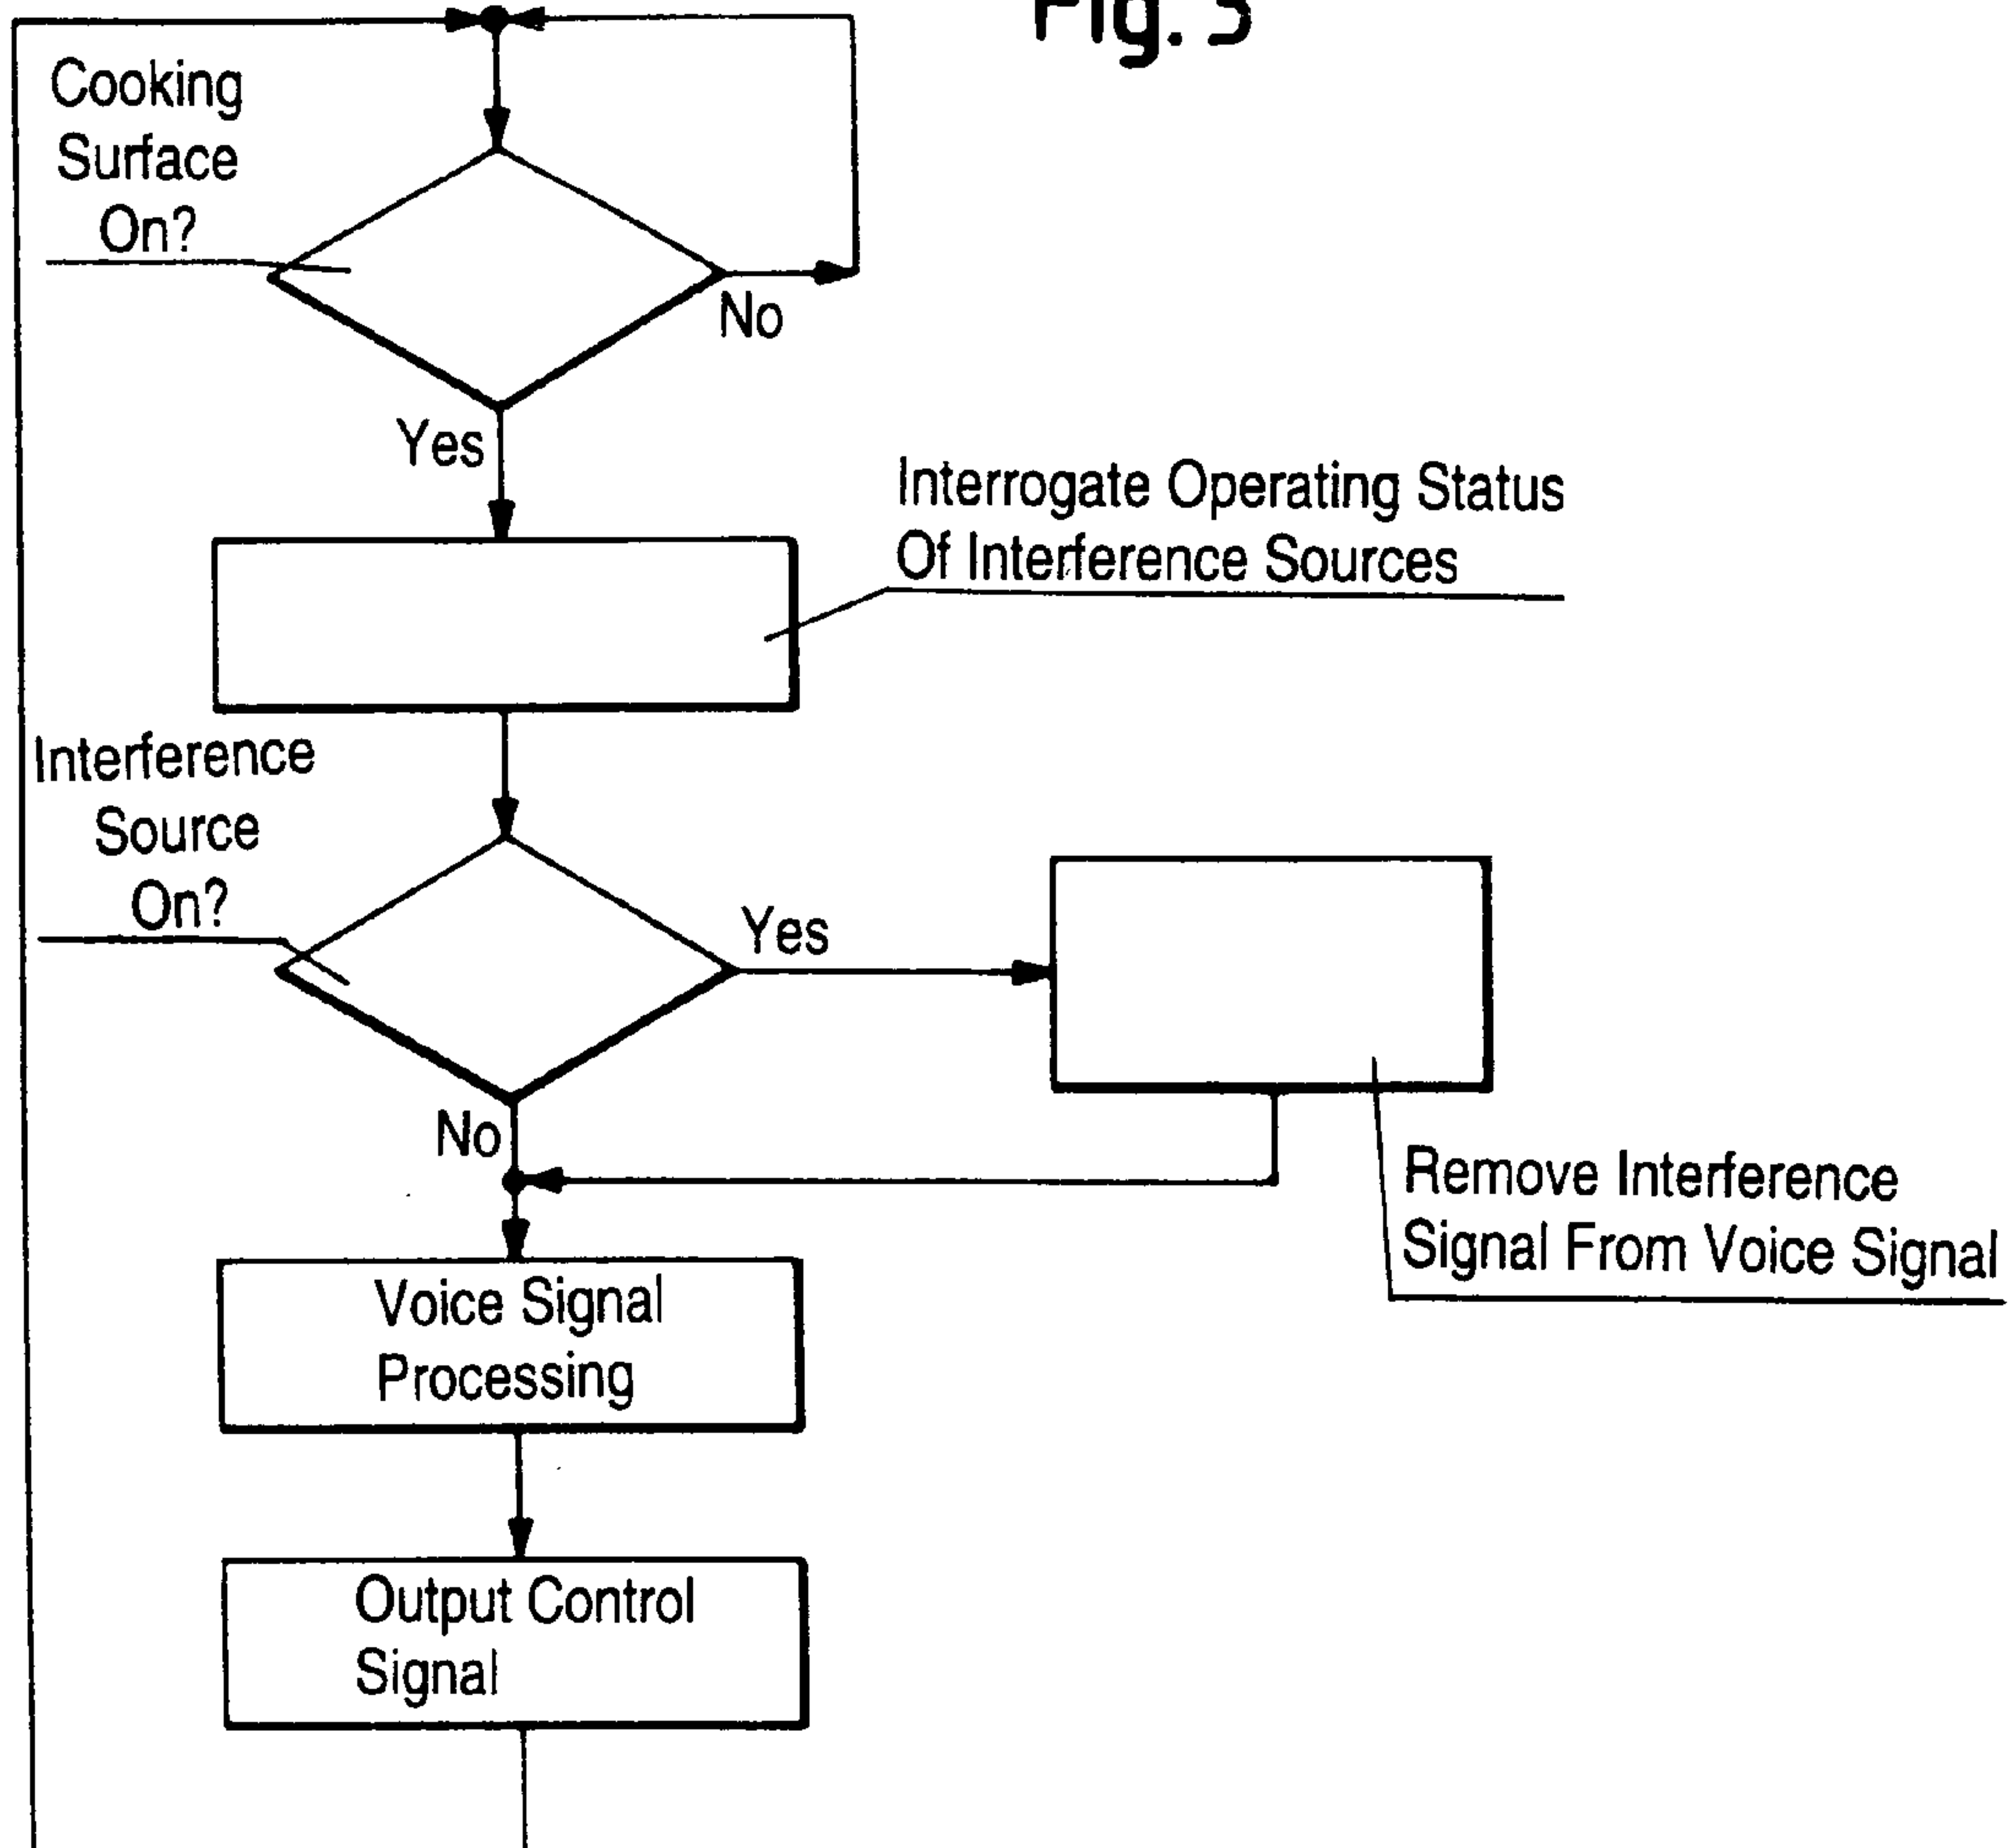 Fig. 3
Cooking
Surface
On?
No
Yes
Interrogate Operating Status
Of Interference Sources
Interference
Source
On?
Yes
No
Remove Interference
Signal From Voice Signal
Voice Signal
Processing
Output Control
Signal